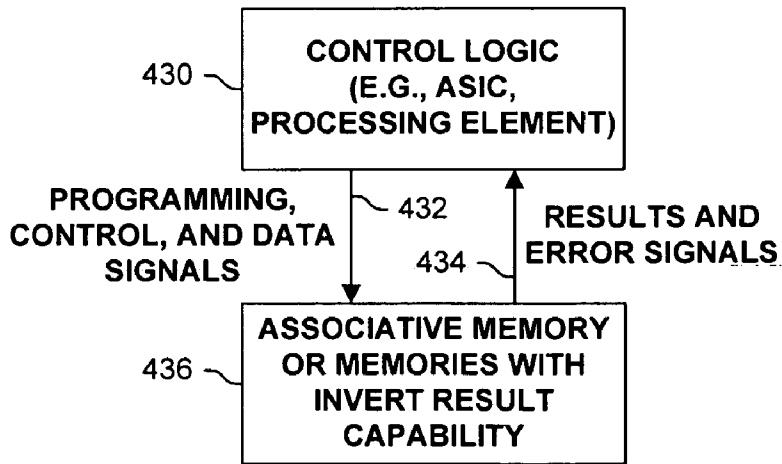 CONTROL LOGIC
(E.G., ASIC,
PROCESSING ELEMENT)
430
PROGRAMMING,
CONTROL, AND DATA
SIGNALS
432
434
RESULTS AND
ERROR SIGNALS
ASSOCIATIVE MEMORY
OR MEMORIES WITH
INVERT RESULT
CAPABILITY
436